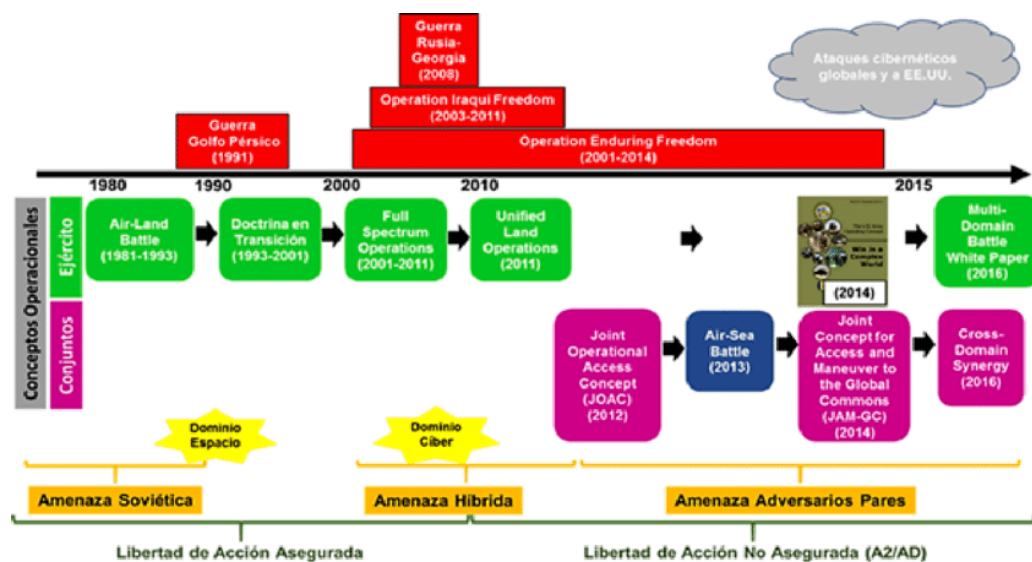 Guerra
Rusia-
Georgia
(2008)
Ataques cibernéticos
globales y a EE.UU.
Operation Iraqui Freedom
(2003-2011)
Guerra
Golfo Pérsico
(1991)
Operation Enduring Freedom
(2001-2014)
1980
1990
2000
2010
2015
Conceptos Operacionales
Ejército
Air-Land
Battle
(1981-1993)
Doctrina en
Transición
(1993-2001)
Full
Spectrum
Operations
(2001-2011)
Unified
Land
Operations
(2011)
Win in a
Complex
World
(2014)
Multi-
Domain
Battle
White Paper
(2016)
Conjuntos
Joint
Operational
Access
Concept
(JOAC)
(2012)
Air-Sea
Battle
(2013)
Joint
Concept for
Access and
Maneuver to
the Global
Commons
(JAM-GC)
(2014)
Cross-
Domain
Synergy
(2016)
Dominio
Espacio
Dominio
Ciber
Amenaza Soviética
Amenaza Híbrida
Amenaza Adversarios Pares
Libertad de Acción Asegurada
Libertad de Acción No Asegurada (A2/AD)